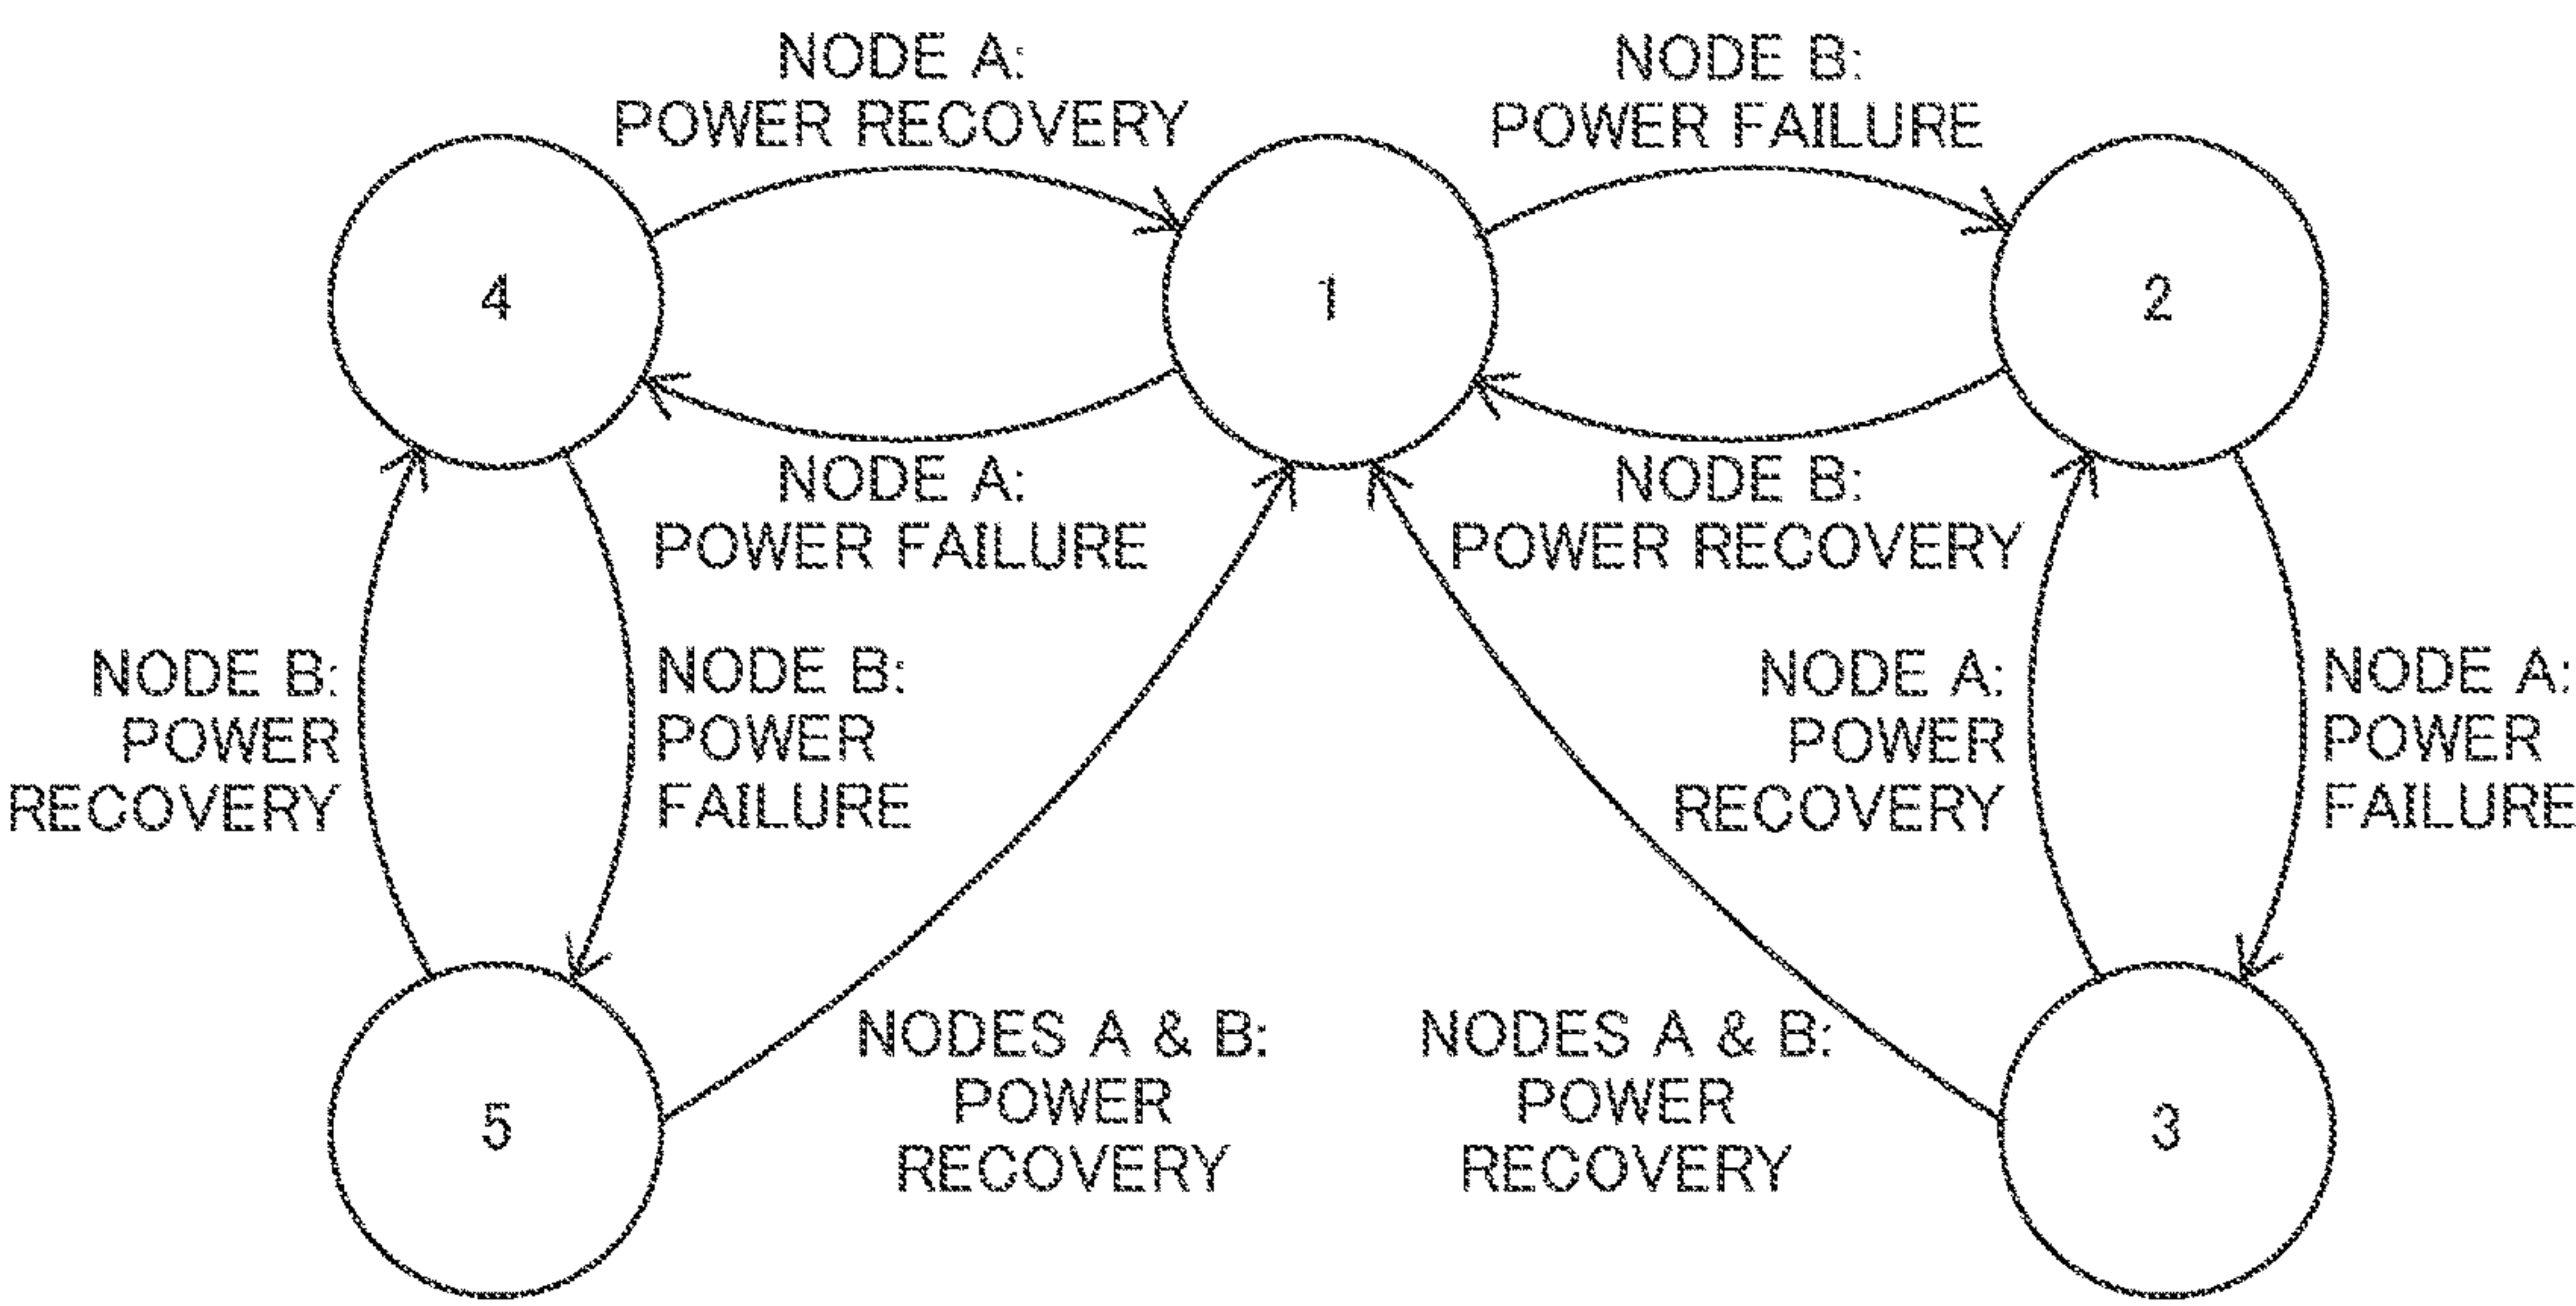 NODE A:
POWER RECOVERY
NODE B:
POWER FAILURE
4
1
2
NODE A:
POWER FAILURE
NODE B:
POWER RECOVERY
NODE B:
POWER
RECOVERY
NODE B:
POWER
FAILURE
NODE A:
POWER
RECOVERY
NODE A:
POWER
FAILURE
NODES A & B:
POWER
RECOVERY
NODES A & B:
POWER
RECOVERY
5
3